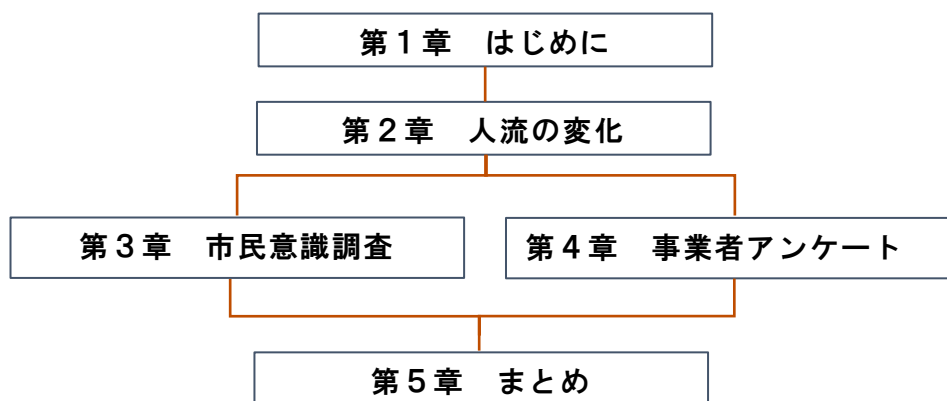 第１章　はじめに
第２章　人流の変化
第３章　市民意識調査
第４章　事業者アンケート
第５章　まとめ